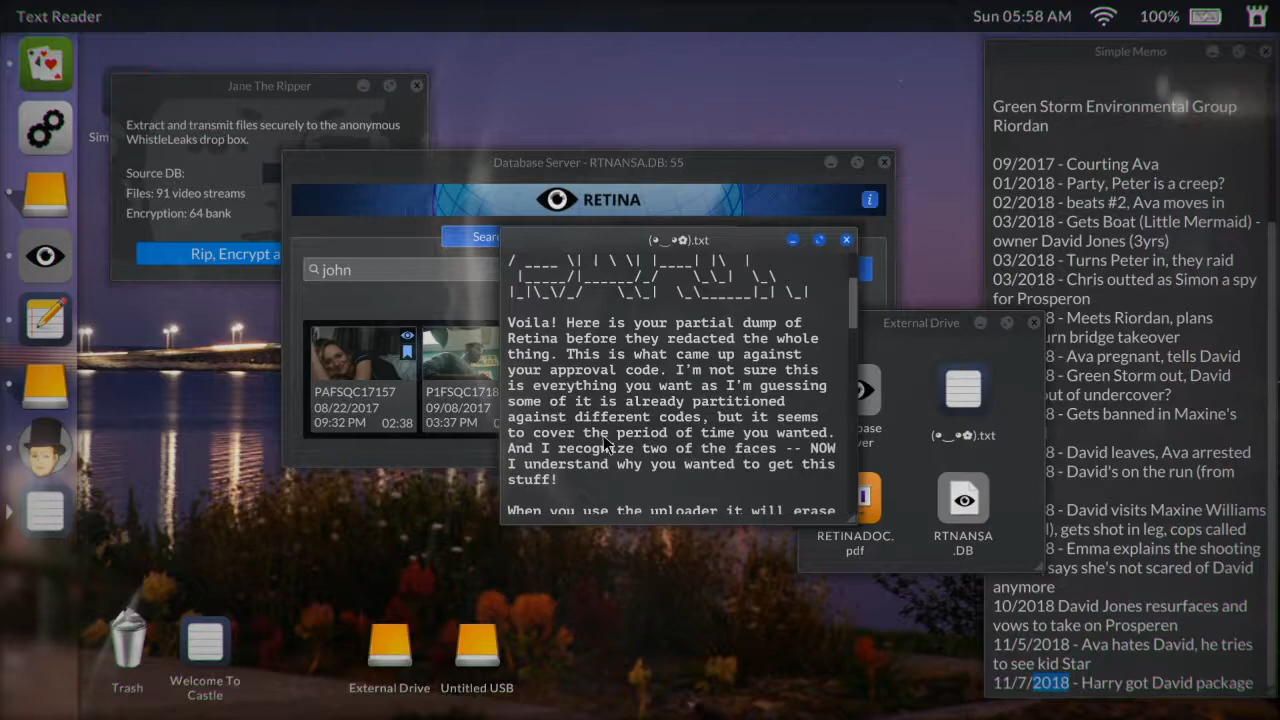 Text Reader
Sun 05:58 AM
100%
Jane The Ripper
Extract and transmit files securely to the anonymous
WhistleLeaks drop box.
Source DB:
Files: 91 video streams
Encryption: 64 bank
Rip, Encrypt a
Sim
Database Server - RTNANSA.DB: 55
RETINA
i
Sear
john
PAFSQC17157
08/22/2017
09:32 PM 02:38
P1FSQC1718
09/08/2017
03:37 PM
(◕‿◕✿).txt
Voila! Here is your partial dump of
Retina before they redacted the whole
thing. This is what came up against
your approval code. I'm not sure this
is everything you want as I'm guessing
some of it is already partitioned
against different codes, but it seems
to cover the period of time you wanted.
And I recognize two of the faces -- NOW
I understand why you wanted to get this
stuff!
When you use the uploader it will erase
External Drive
base
ver
(◕‿◕✿).txt
RETINADOC.
pdf
RTNANSA
.DB
Simple Memo
Green Storm Environmental Group
Riordan
09/2017 - Courting Ava
01/2018 - Party, Peter is a creep?
02/2018 - beats #2, Ava moves in
03/2018 - Gets Boat (Little Mermaid) -
owner David Jones (3yrs)
03/2018 - Turns Peter in, they raid
03/2018 - Chris outted as Simon a spy
for Prosperon
8 - Meets Riordan, plans
urn bridge takeover
8 - Ava pregnant, tells David
8 - Green Storm out, David
out of undercover?
8 - Gets banned in Maxine's
8 - David leaves, Ava arrested
8 - David's on the run (from
8 - David visits Maxine Williams
l), gets shot in leg, cops called
8 - Emma explains the shooting
says she's not scared of David
anymore
10/2018 David Jones resurfaces and
vows to take on Prosperen
11/5/2018 - Ava hates David, he tries
to see kid Star
11/7/2018 - Harry got David package
Trash
Welcome To
Castle
External Drive
Untitled USB